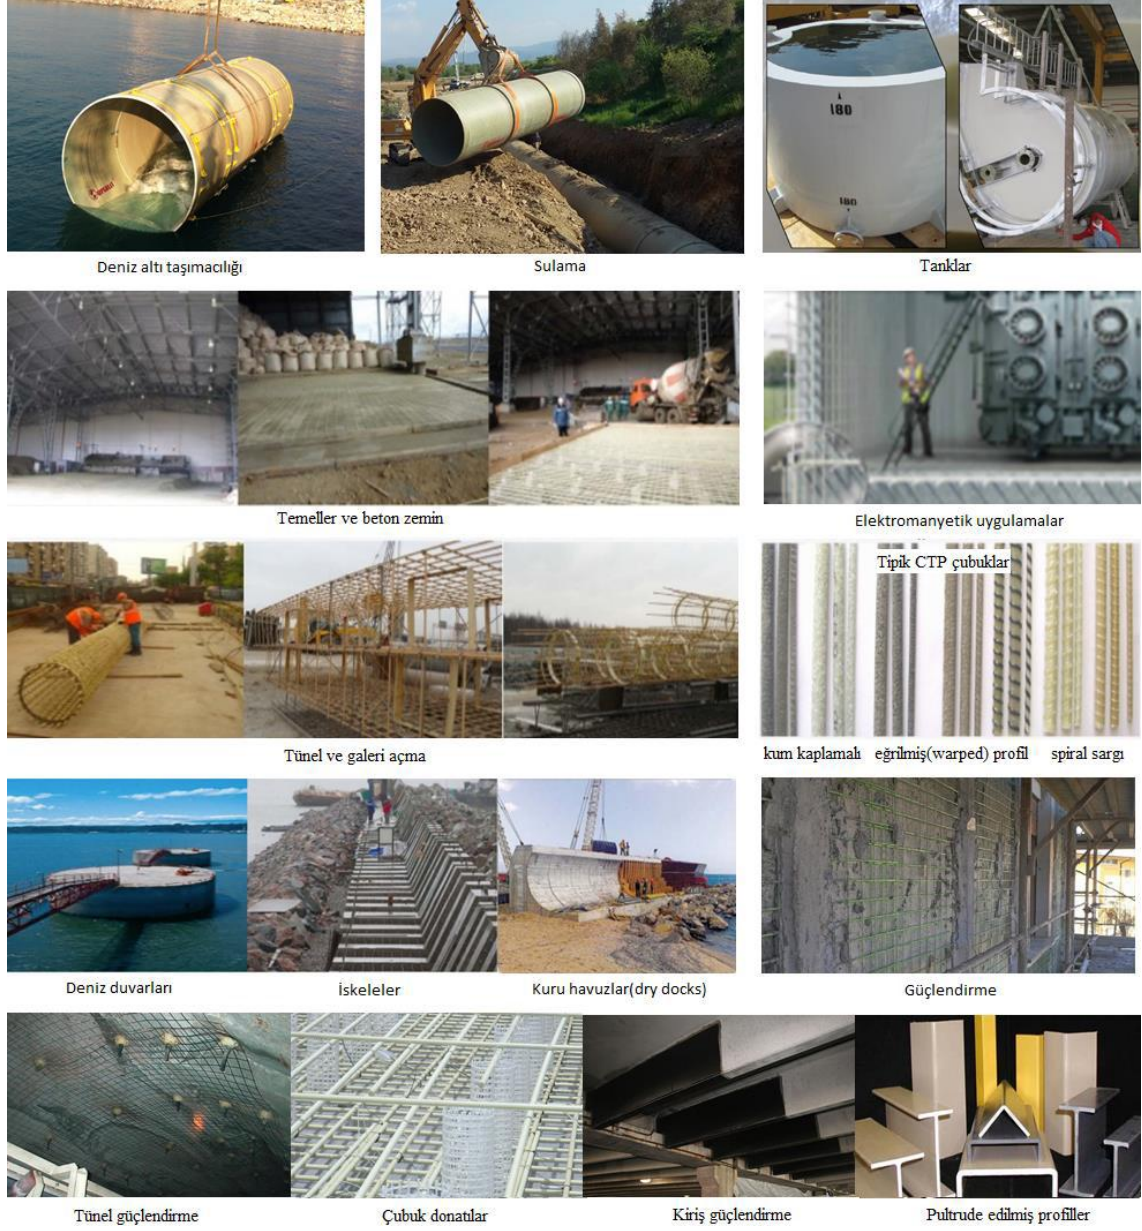 180
180
Deniz altı taşımacılığı
Sulama
Tanklar
Temeller ve beton zemin
Elektromanyetik uygulamalar
Tipik CTP çubuklar
Tünel ve galeri açma
kum kaplamalı eğrilmiş(warped) profil spiral sargı
Deniz duvarları
İskeleler
Kuru havuzlar(dry docks)
Güçlendirme
Tünel güçlendirme
Çubuk donatılar
Kiriş güçlendirme
Pultrude edilmiş profiller